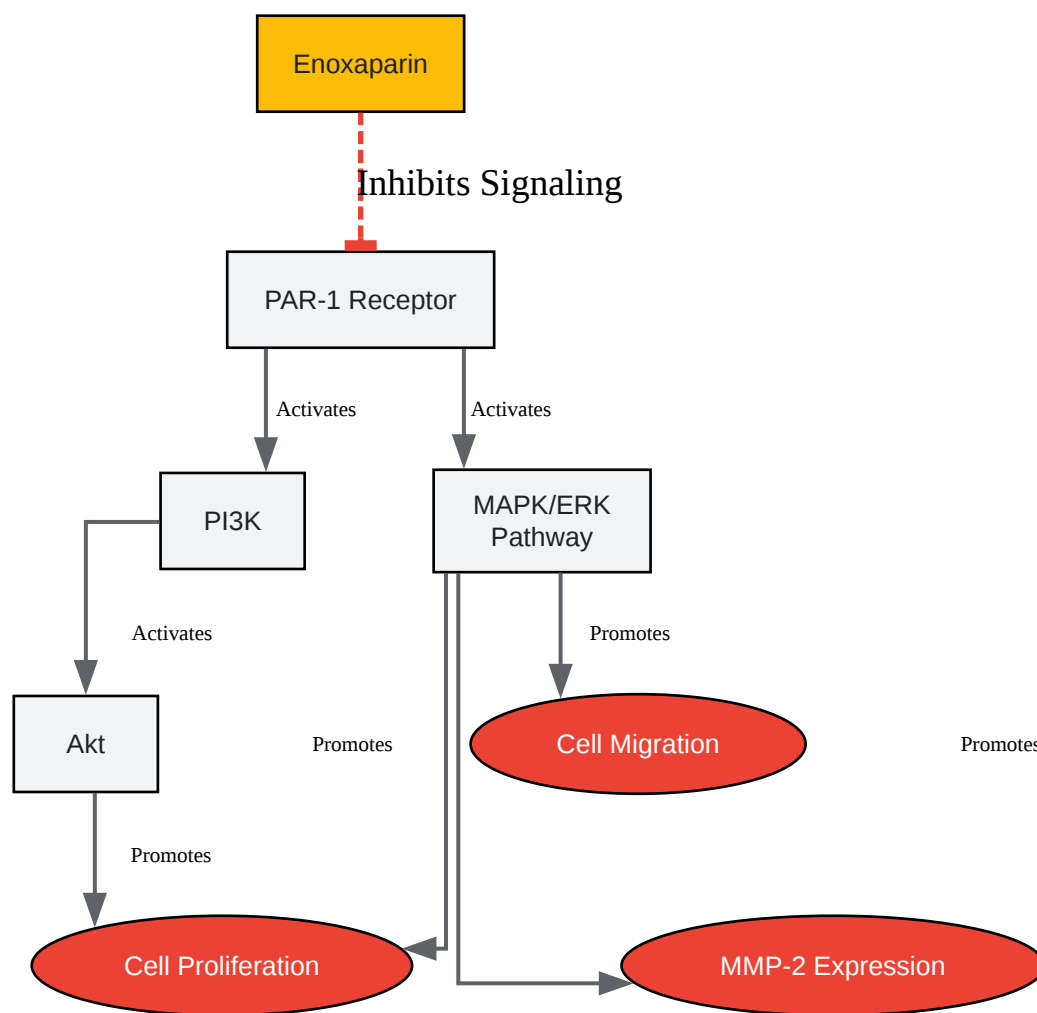 Enoxaparin
Inhibits Signaling
PAR-1 Receptor
Activates
Activates
PI3K
MAPK/ERK
Pathway
Activates
Promotes
Akt
Promotes
Cell Migration
Promotes
Promotes
Cell Proliferation
MMP-2 Expression